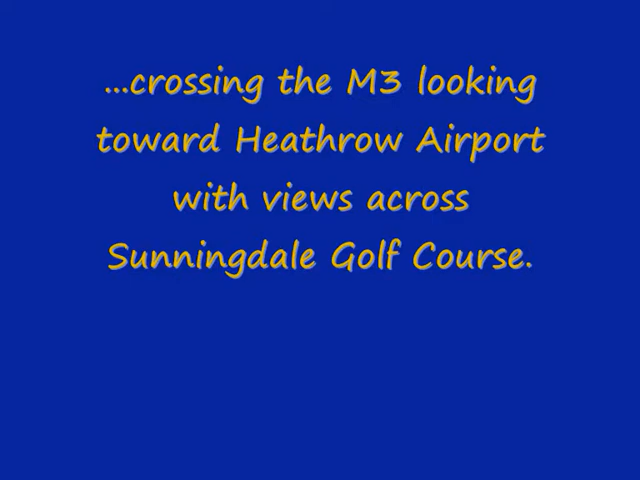 ...crossing the M3 looking
toward Heathrow Airport
with views across
Sunningdale Golf Course.